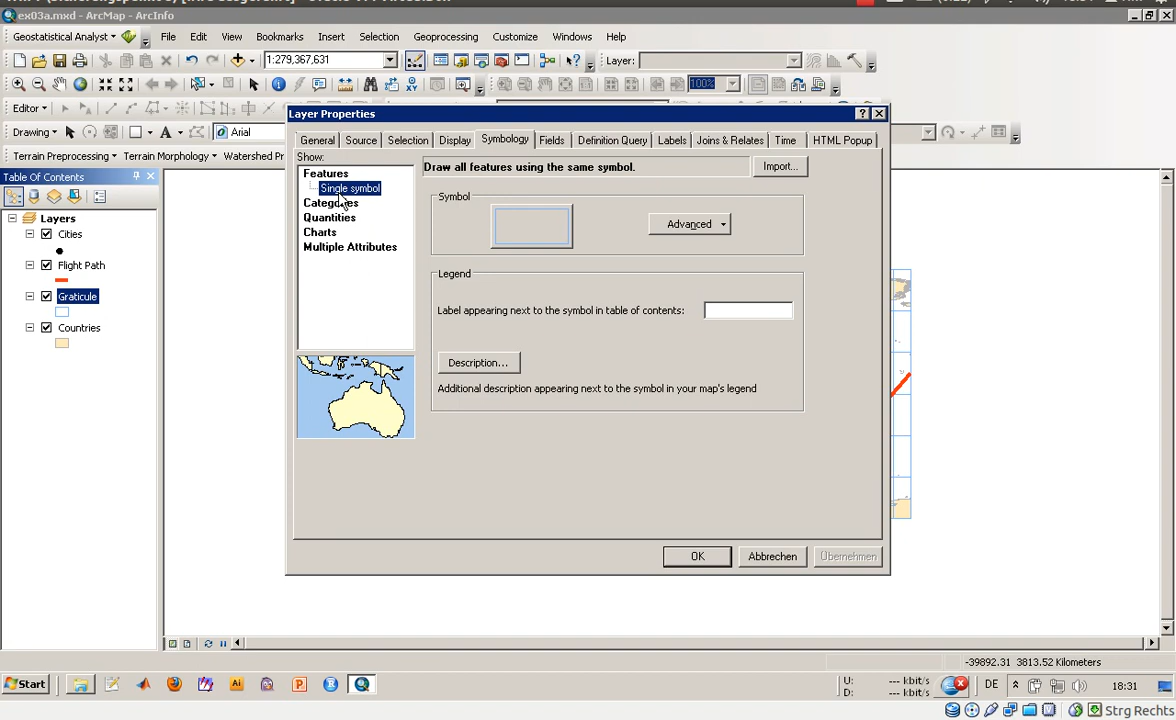 ex03a.mxd - ArcMap - ArcInfo
Geostatistical Analyst File Edit View Bookmarks Insert Selection Geoprocessing Customize Windows Help
1:279,367,631 Layer:
100%
Editor
Drawing Arial
Terrain Preprocessing Terrain Morphology Watershed Pr
Table Of Contents
Layers
Cities
Flight Path
Graticule
Countries
Layer Properties
General Source Selection Display Symbology Fields Definition Query Labels Joins & Relates Time HTML Popup
Show:
Features
Single symbol
Categories
Quantities
Charts
Multiple Attributes
Draw all features using the same symbol.
Import...
Symbol
Advanced
Legend
Label appearing next to the symbol in table of contents:
Description...
Additional description appearing next to the symbol in your map's legend
OK Abbrechen Übernehmen
-39892.31 3813.52 Kilometers
Start
U: --- kbit/s
D: --- kbit/s
DE
18:31
Strg Rechts